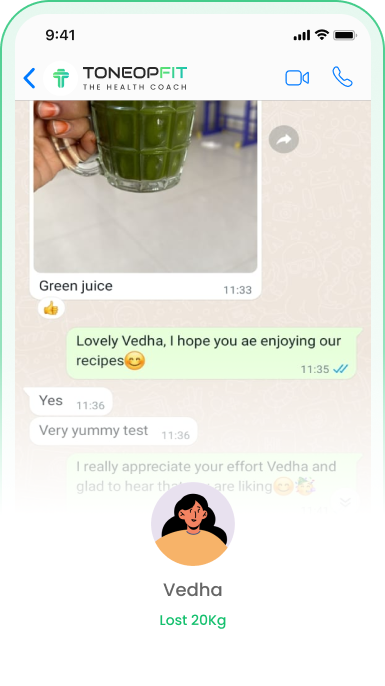 9:41
TONEOPFIT
THE HEALTH COACH
Green juice
11:33
Lovely Vedha, I hope you ae enjoying our
recipes😊
11:35
Yes 11:36
Very yummy test 11:36
I really appreciate your effort Vedha and
glad to hear that are liking😊
Vedha
Lost 20Kg